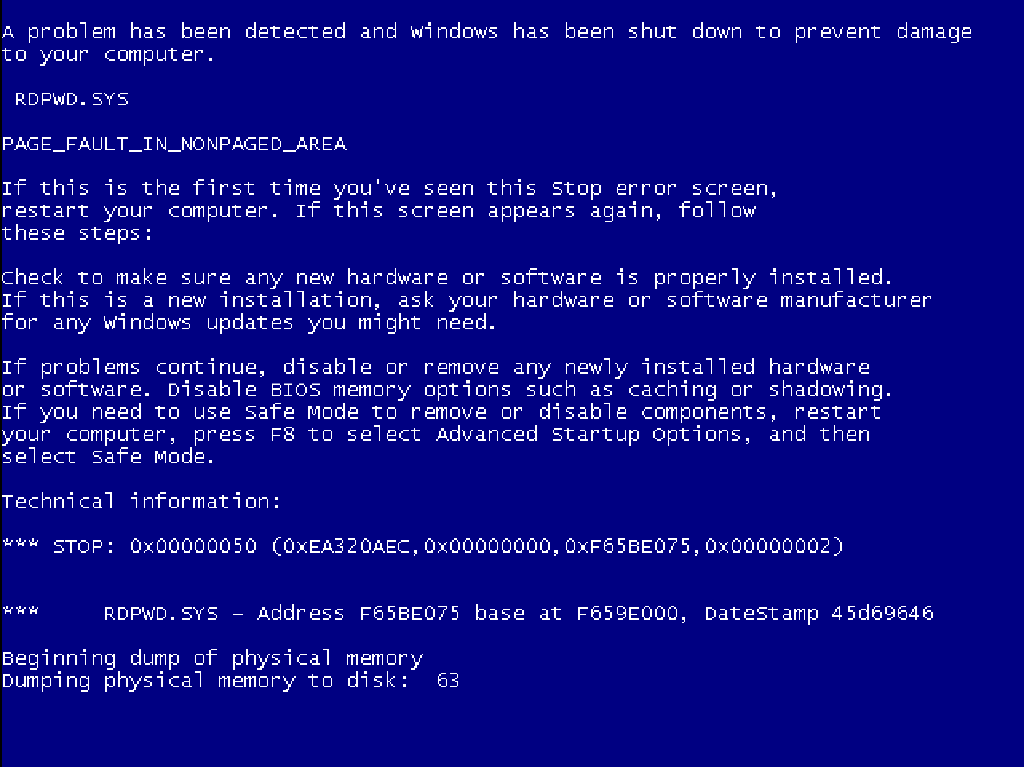 A problem has been detected and Windows has been shut down to prevent damage
to your computer.
RDPWD.SYS
PAGE_FAULT_IN_NONPAGED_AREA
If this is the first time you've seen this Stop error screen,
restart your computer. If this screen appears again, follow
these steps:
Check to make sure any new hardware or software is properly installed.
If this is a new installation, ask your hardware or software manufacturer
for any Windows updates you might need.
If problems continue, disable or remove any newly installed hardware
or software. Disable BIOS memory options such as caching or shadowing.
If you need to use Safe Mode to remove or disable components, restart
your computer, press F8 to select Advanced Startup Options, and then
select Safe Mode.
Technical information:
*** STOP: 0x00000050 (0xEA320AEC,0x00000000,0xF65BE075,0x00000002)
*** RDPWD.SYS - Address F65BE075 base at F659E000, DateStamp 45d69646
Beginning dump of physical memory
Dumping physical memory to disk: 63